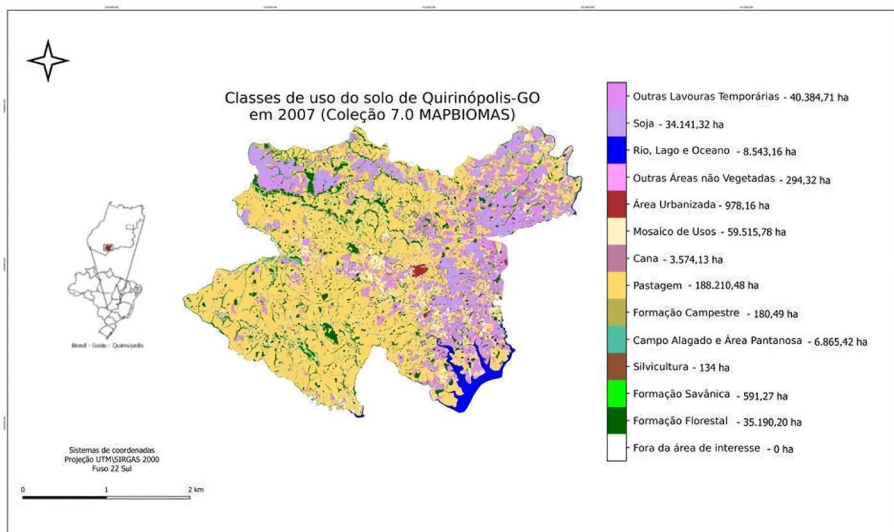 Classes de uso do solo de Quirinópolis-GO
em 2007 (Coleção 7.0 MAPBIOMAS)
Outras Lavouras Temporárias - 40.384,71 ha
Soja - 34.141,32 ha
Rio, Lago e Oceano - 8.543,16 ha
Outras Áreas não Vegetadas - 294,32 ha
Área Urbanizada - 978,16 ha
Mosaico de Usos - 59.515,78 ha
Cana - 3.574,13 ha
Pastagem - 188.210,48 ha
Formação Campestre - 180,49 ha
Campo Alagado e Área Pantanosa - 6.865,42 ha
Silvicultura - 134 ha
Formação Savânica - 591,27 ha
Formação Florestal - 35.190,20 ha
Fora da área de interesse - 0 ha
Brasil - Goiás - Quirinópolis
Sistemas de coordenadas
Projeção UTM\SIRGAS 2000
Fuso 22 Sul
0 1 2 km